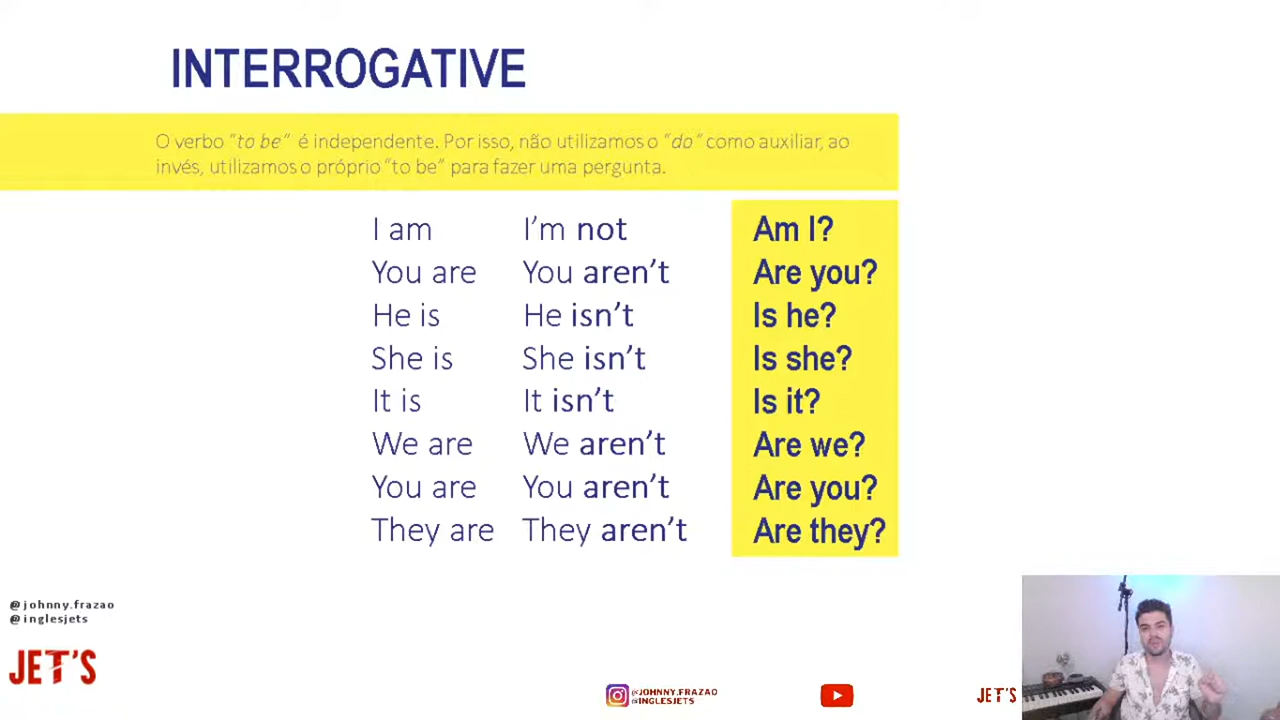 INTERROGATIVE
O verbo “to be” é independente. Por isso, não utilizamos o “do” como auxiliar, ao
invés, utilizamos o próprio “to be” para fazer uma pergunta.
I am I’m not Am I?
You are You aren’t Are you?
He is He isn’t Is he?
She is She isn’t Is she?
It is It isn’t Is it?
We are We aren’t Are we?
You are You aren’t Are you?
They are They aren’t Are they?
@johnny.frazao
@inglesjets
JET'S
@JOHNNY.FRAZAO
@INGLESJETS
JET'S